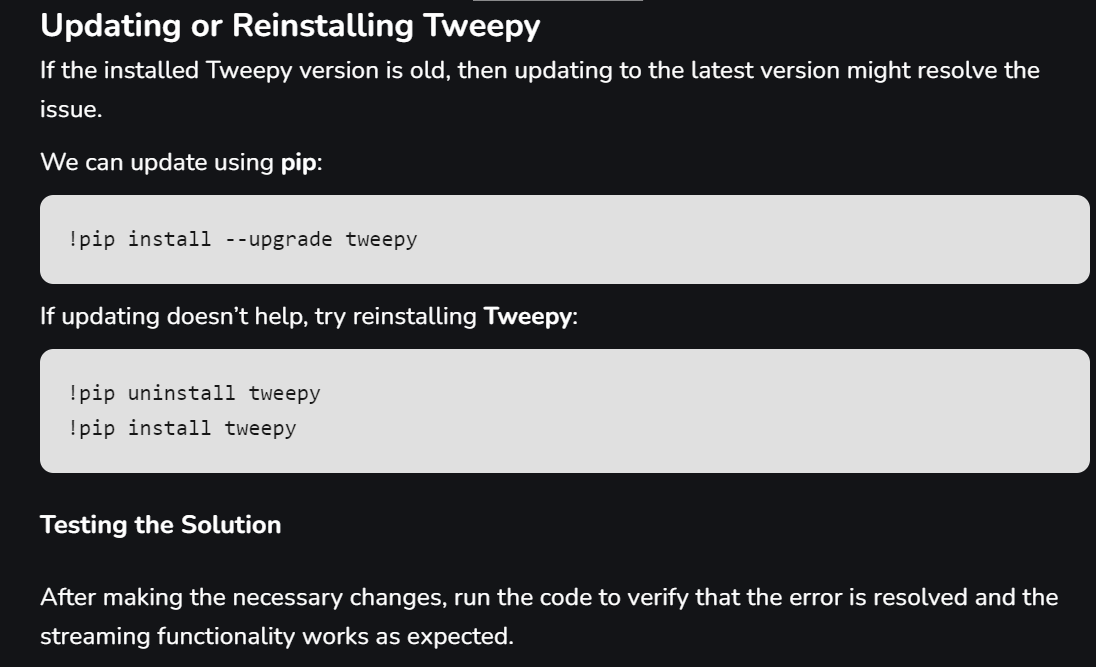 Updating or Reinstalling Tweepy
If the installed Tweepy version is old, then updating to the latest version might resolve the
issue.
We can update using pip:
!pip install --upgrade tweepy
If updating doesn’t help, try reinstalling Tweepy:
!pip uninstall tweepy
!pip install tweepy
Testing the Solution
After making the necessary changes, run the code to verify that the error is resolved and the
streaming functionality works as expected.